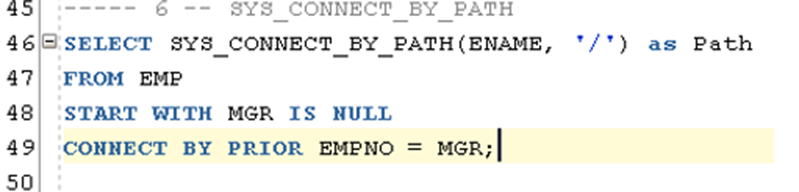 45 ----- 6 -- SYS_CONNECT_BY_PATH
46 SELECT SYS_CONNECT_BY_PATH(ENAME, '/') as Path
47 FROM EMP
48 START WITH MGR IS NULL
49 CONNECT BY PRIOR EMPNO = MGR;
50